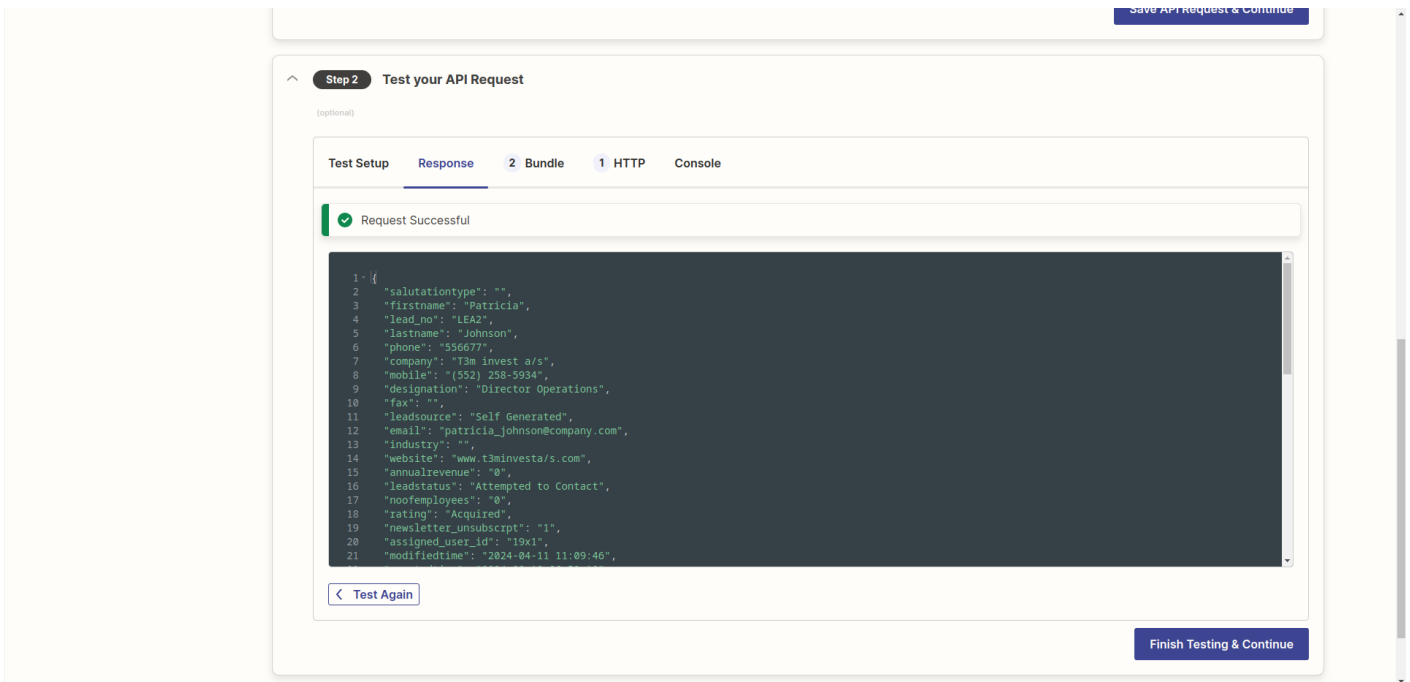 Save API Request & Continue
Step 2 Test your API Request
(optional)
Test Setup Response 2 Bundle 1 HTTP Console
Request Successful
1 {
2 "salutationtype": "",
3 "firstname": "Patricia",
4 "lead_no": "LEA2",
5 "lastname": "Johnson",
6 "phone": "556677",
7 "company": "T3m invest a/s",
8 "mobile": "(552) 258-5934",
9 "designation": "Director Operations",
10 "fax": "",
11 "leadsource": "Self Generated",
12 "email": "patricia_johnson@company.com",
13 "industry": "",
14 "website": "www.t3minvesta/s.com",
15 "annualrevenue": "0",
16 "leadstatus": "Attempted to Contact",
17 "noofemployees": "0",
18 "rating": "Acquired",
19 "newsletter_unsubscrpt": "1",
20 "assigned_user_id": "19x1",
21 "modifiedtime": "2024-04-11 11:09:46",
Test Again
Finish Testing & Continue